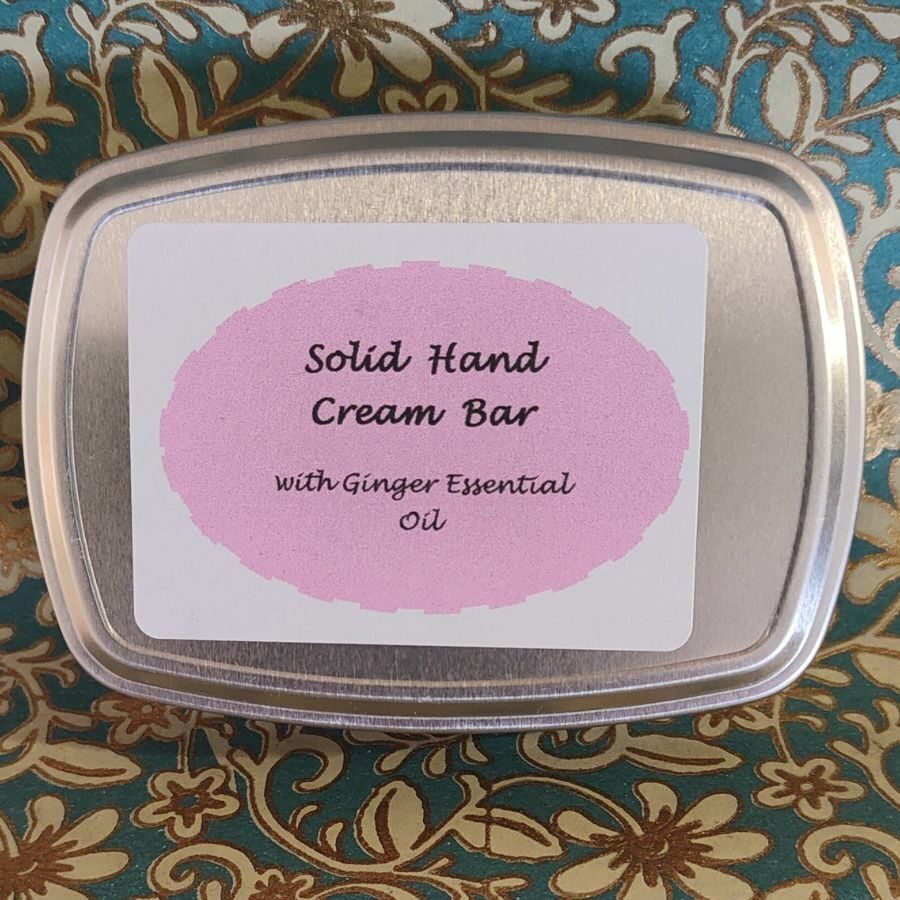 Solid Hand
Cream Bar
with Ginger Essential
Oil